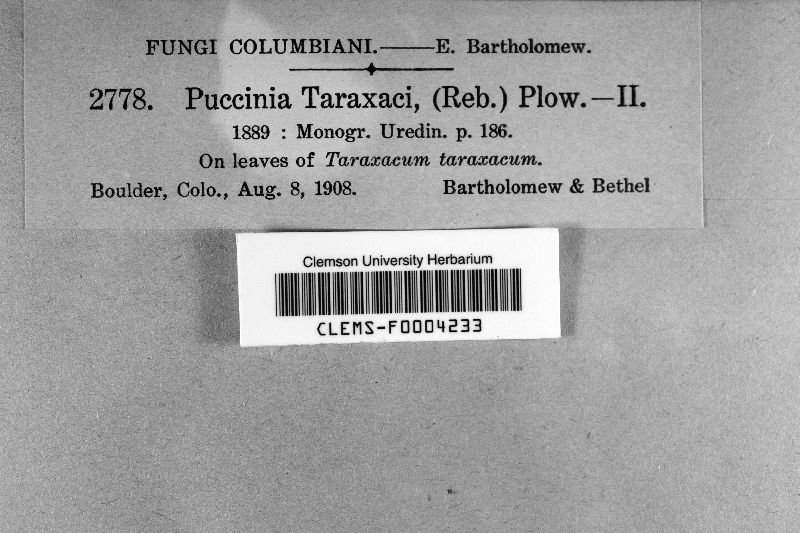 FUNGI COLUMBIANI.——E. Bartholomew.
2778. Puccinia Taraxaci, (Reb.) Plow.—II.
1889 : Monogr. Uredin. p. 186.
On leaves of Taraxacum taraxacum.
Boulder, Colo., Aug. 8, 1908. Bartholomew & Bethel
Clemson University Herbarium
CLEMS-F0004233